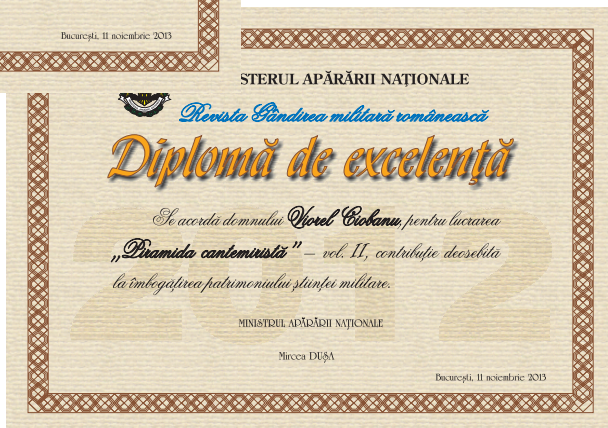 București, 11 noiembrie 2013
STERUL APĂRĂRII NAȚIONALE
Revista Gândirea militară românească
Diplomă de excelență
Se acordă domnului Viorel Ciobanu, pentru lucrarea
„Piramida cantemiristă” – vol. II, contribuție deosebită
la îmbogățirea patrimoniului științei militare.
MINISTRUL APĂRĂRII NAȚIONALE
Mircea DUȘA
București, 11 noiembrie 2013
2012